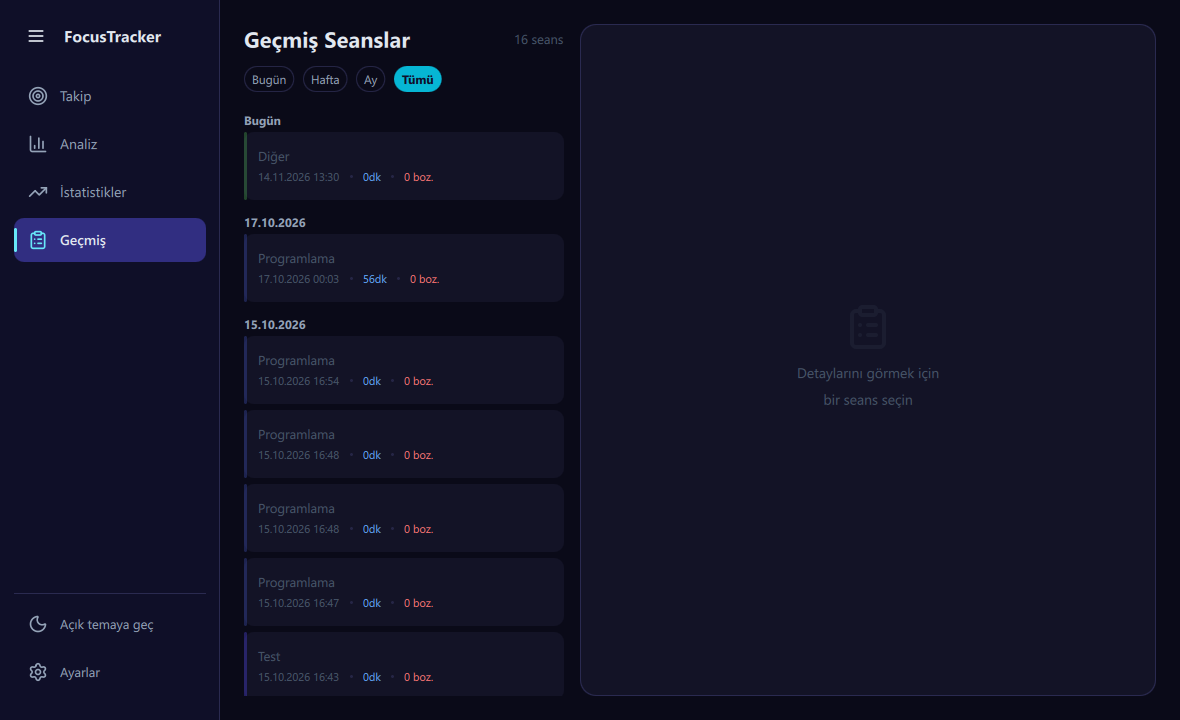 FocusTracker
Takip
Analiz
İstatistikler
Geçmiş
Açık temaya geç
Ayarlar
Geçmiş Seanslar
16 seans
Bugün Hafta Ay Tümü
Bugün
Diğer
14.11.2026 13:30 • 0dk • 0 boz.
17.10.2026
Programlama
17.10.2026 00:03 • 56dk • 0 boz.
15.10.2026
Programlama
15.10.2026 16:54 • 0dk • 0 boz.
Programlama
15.10.2026 16:48 • 0dk • 0 boz.
Programlama
15.10.2026 16:48 • 0dk • 0 boz.
Programlama
15.10.2026 16:47 • 0dk • 0 boz.
Test
15.10.2026 16:43 • 0dk • 0 boz.
Detaylarını görmek için
bir seans seçin